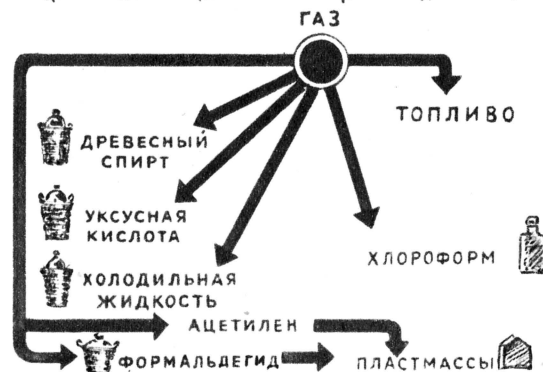 ГАЗ
ТОПЛИВО
ДРЕВЕСНЫЙ
СПИРТ
УКСУСНАЯ
КИСЛОТА
ХЛОРОФОРМ
ХОЛОДИЛЬНАЯ
ЖИДКОСТЬ
АЦЕТИЛЕН
ФОРМАЛЬДЕГИД
ПЛАСТМАССЫ